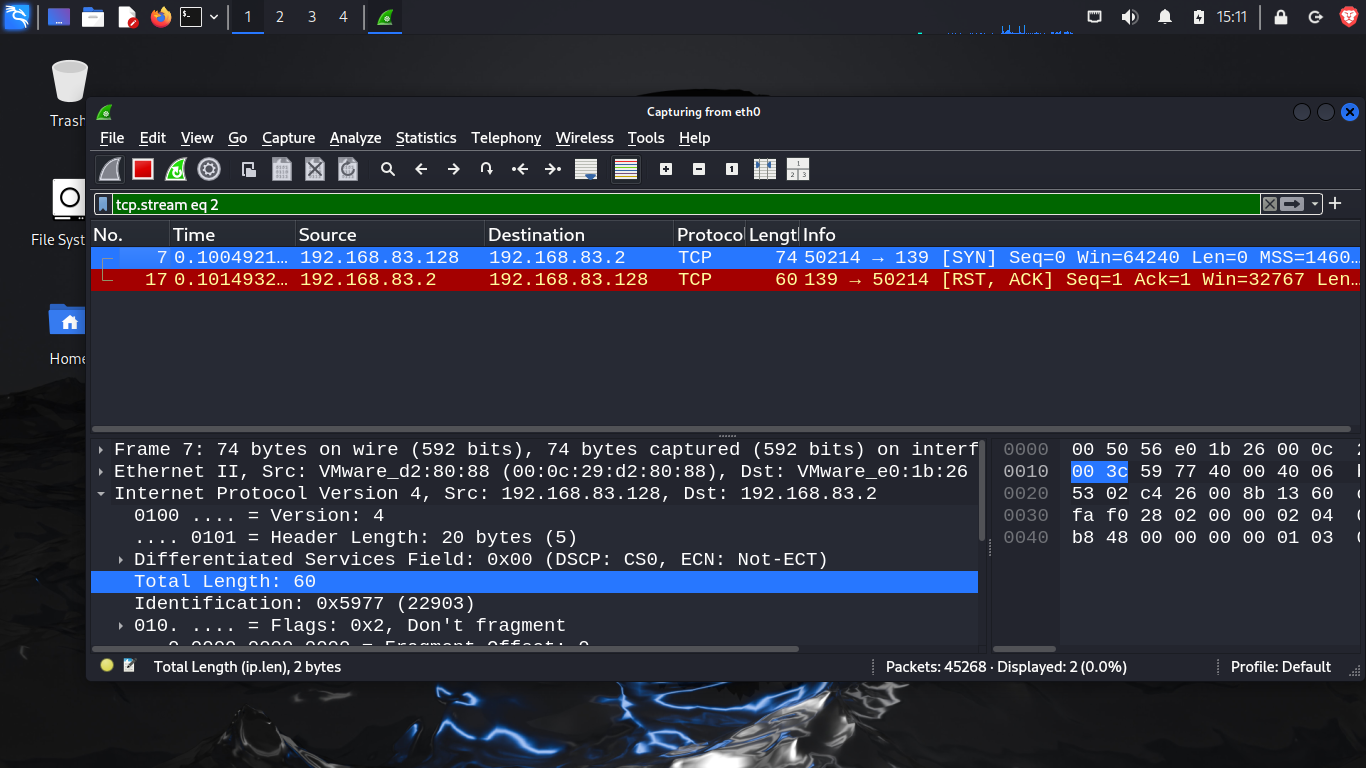 1 2 3 4 15:11
Trash
File Syst
Home
Capturing from eth0
File Edit View Go Capture Analyze Statistics Telephony Wireless Tools Help
tcp.stream eq 2
No. Time Source Destination Protoco Lengt Info
7 0.1004921… 192.168.83.128 192.168.83.2 TCP 74 50214 → 139 [SYN] Seq=0 Win=64240 Len=0 MSS=1460…
17 0.1014932… 192.168.83.2 192.168.83.128 TCP 60 139 → 50214 [RST, ACK] Seq=1 Ack=1 Win=32767 Len…
Frame 7: 74 bytes on wire (592 bits), 74 bytes captured (592 bits) on interf
Ethernet II, Src: VMware_d2:80:88 (00:0c:29:d2:80:88), Dst: VMware_e0:1b:26
Internet Protocol Version 4, Src: 192.168.83.128, Dst: 192.168.83.2
0100 .... = Version: 4
.... 0101 = Header Length: 20 bytes (5)
Differentiated Services Field: 0x00 (DSCP: CS0, ECN: Not-ECT)
Total Length: 60
Identification: 0x5977 (22903)
010. .... = Flags: 0x2, Don't fragment
0000 00 50 56 e0 1b 26 00 0c
0010 00 3c 59 77 40 00 40 06
0020 53 02 c4 26 00 8b 13 60
0030 fa f0 28 02 00 00 02 04
0040 b8 48 00 00 00 00 01 03
Total Length (ip.len), 2 bytes
Packets: 45268 · Displayed: 2 (0.0%)
Profile: Default